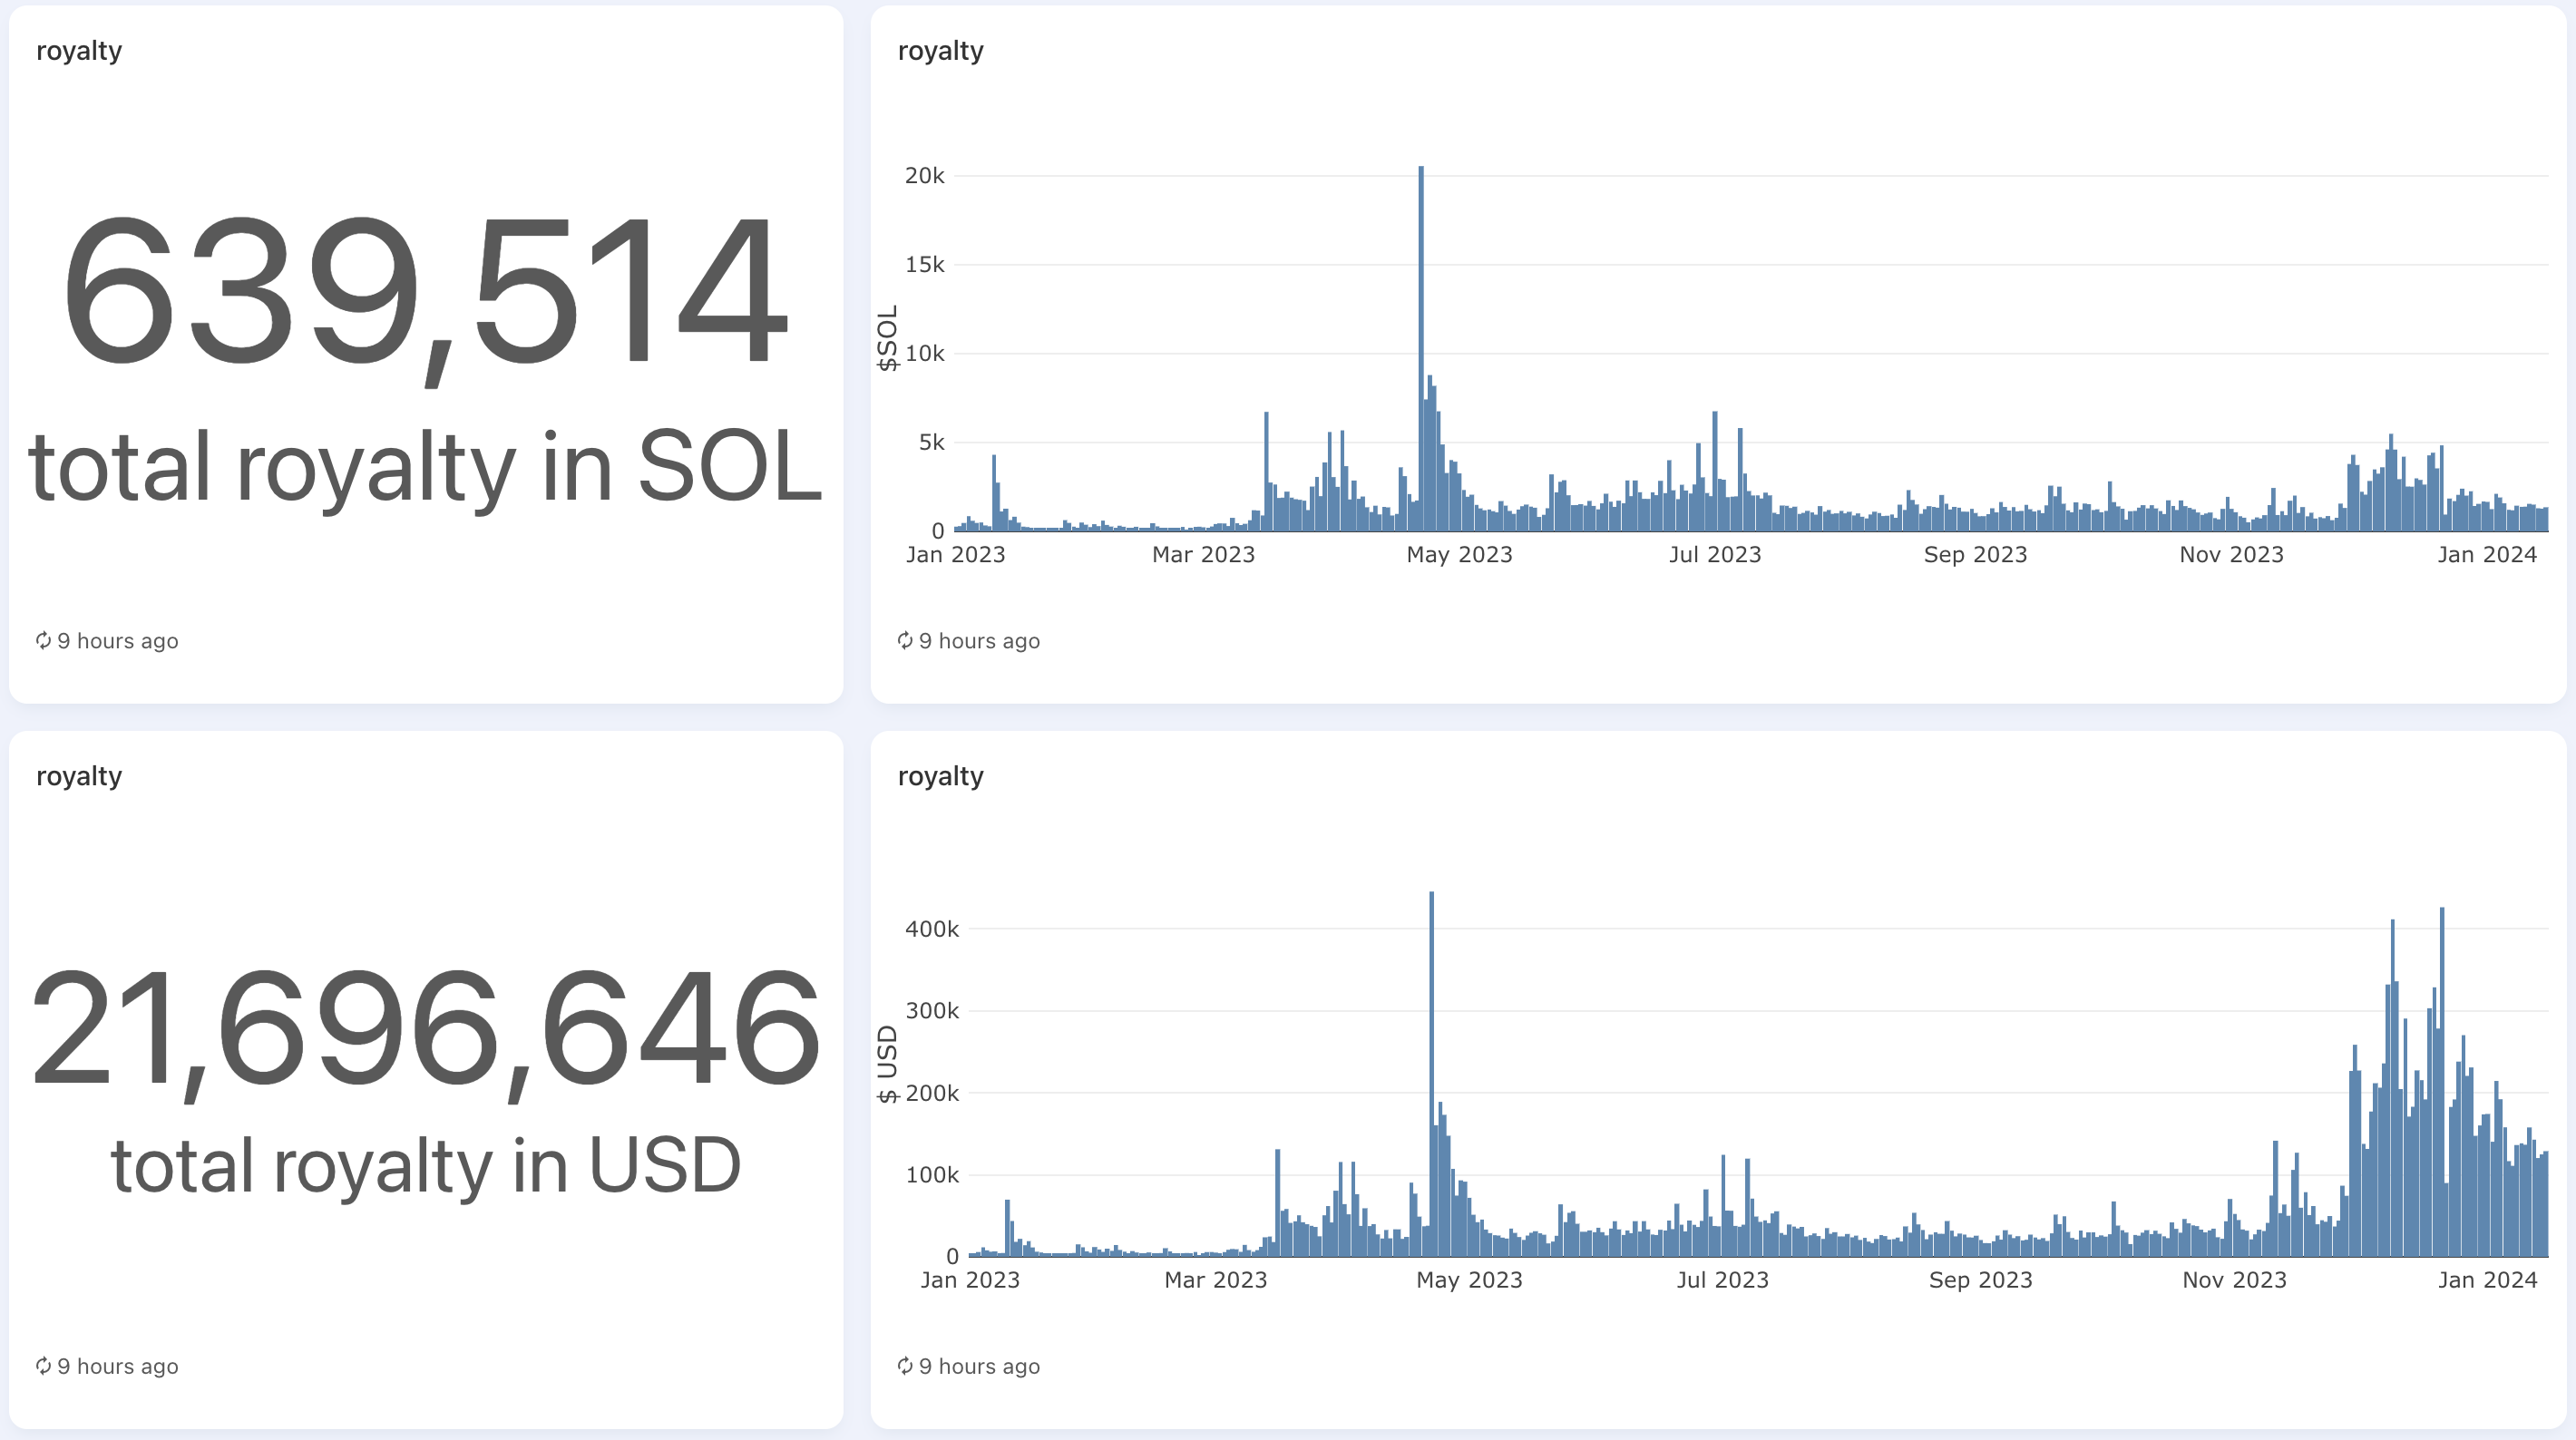 royalty
639,514
total royalty in SOL
9 hours ago
royalty
$SOL
20k
15k
10k
5k
0
Jan 2023 Mar 2023 May 2023 Jul 2023 Sep 2023 Nov 2023 Jan 2024
9 hours ago
royalty
21,696,646
total royalty in USD
9 hours ago
royalty
$ USD
400k
300k
200k
100k
0
Jan 2023 Mar 2023 May 2023 Jul 2023 Sep 2023 Nov 2023 Jan 2024
9 hours ago